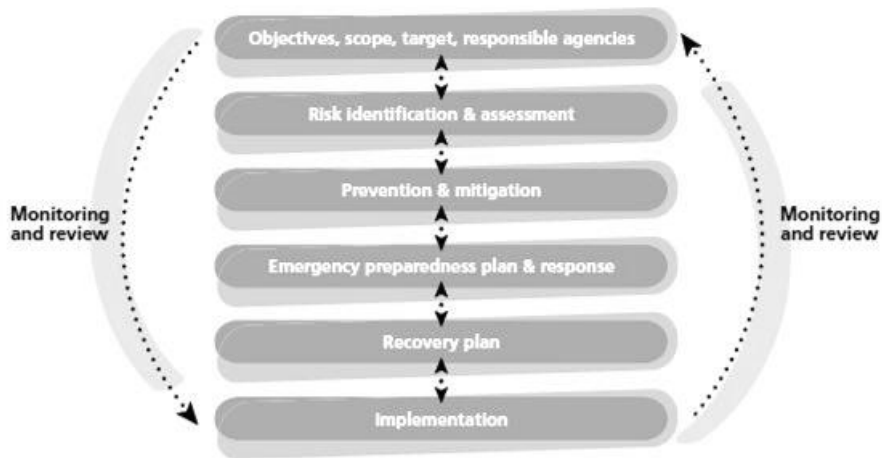 Objectives, scope, target, responsible agencies
Risk identification & assessment
Prevention & mitigation
Monitoring
and review
Monitoring
and review
Emergency preparedness plan & response
Recovery plan
Implementation